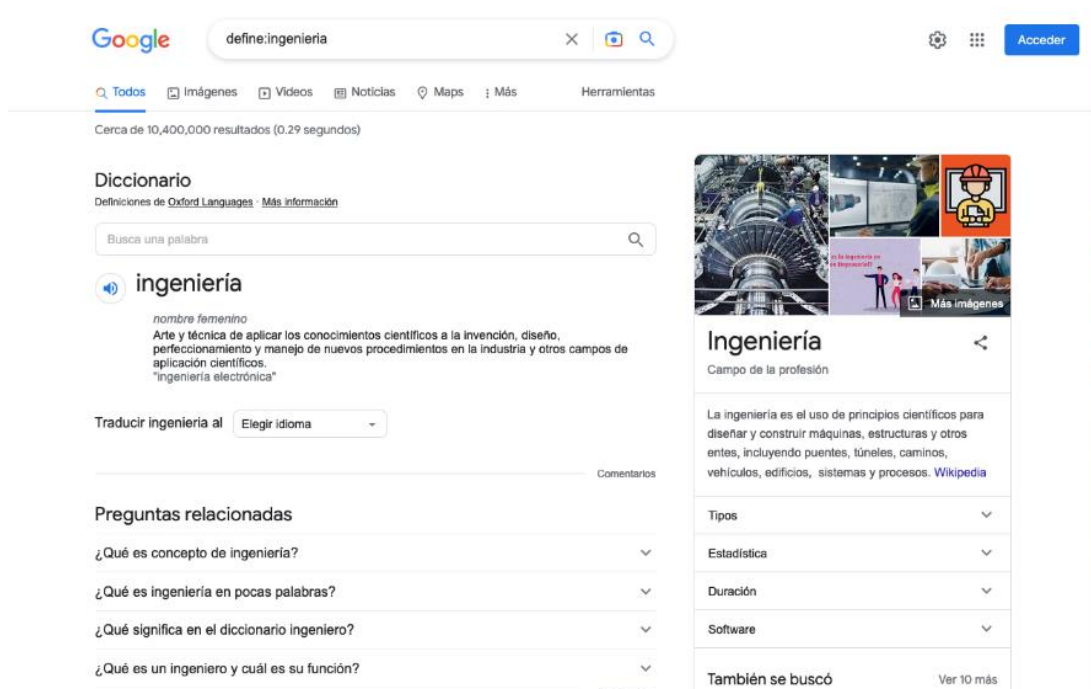 Google
define:ingenieria
Acceder
Todos
Imágenes
Videos
Noticias
Maps
Más
Herramientas
Cerca de 10,400,000 resultados (0.29 segundos)
Diccionario
Definiciones de Oxford Languages · Más información
Busca una palabra
ingeniería
nombre femenino
Arte y técnica de aplicar los conocimientos científicos a la invención, diseño,
perfeccionamiento y manejo de nuevos procedimientos en la industria y otros campos de
aplicación científicos.
"ingeniería electrónica"
Traducir ingenieria al
Elegir idioma
Comentarios
Preguntas relacionadas
¿Qué es concepto de ingeniería?
¿Qué es ingeniería en pocas palabras?
¿Qué significa en el diccionario ingeniero?
¿Qué es un ingeniero y cuál es su función?
Más imágenes
Ingeniería
Campo de la profesión
La ingeniería es el uso de principios científicos para
diseñar y construir máquinas, estructuras y otros
entes, incluyendo puentes, túneles, caminos,
vehículos, edificios, sistemas y procesos. Wikipedia
Tipos
Estadística
Duración
Software
También se buscó
Ver 10 más